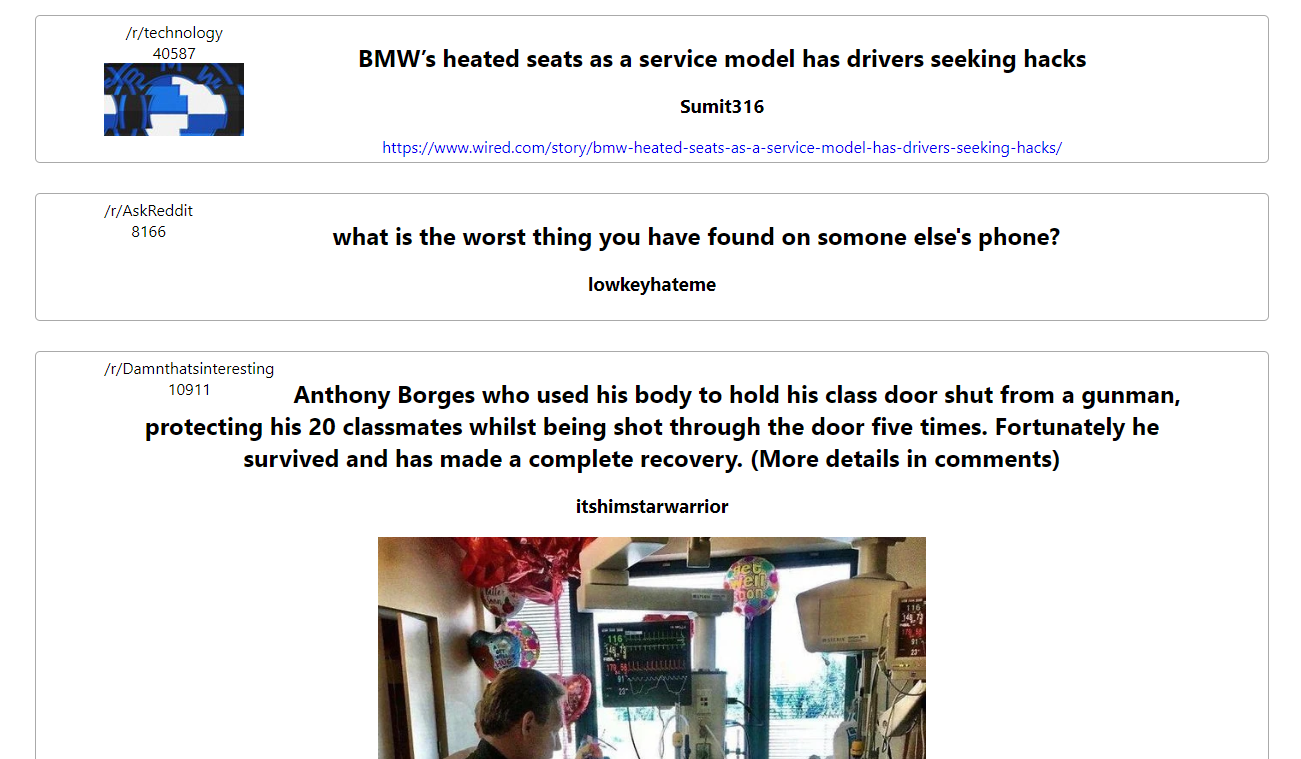 /r/technology
40587
BMW’s heated seats as a service model has drivers seeking hacks
Sumit316
https://www.wired.com/story/bmw-heated-seats-as-a-service-model-has-drivers-seeking-hacks/
/r/AskReddit
8166
what is the worst thing you have found on somone else's phone?
lowkeyhateme
/r/Damnthatsinteresting
10911
Anthony Borges who used his body to hold his class door shut from a gunman,
protecting his 20 classmates whilst being shot through the door five times. Fortunately he
survived and has made a complete recovery. (More details in comments)
itshimstarwarrior
get
well
soon
116
91
116
91